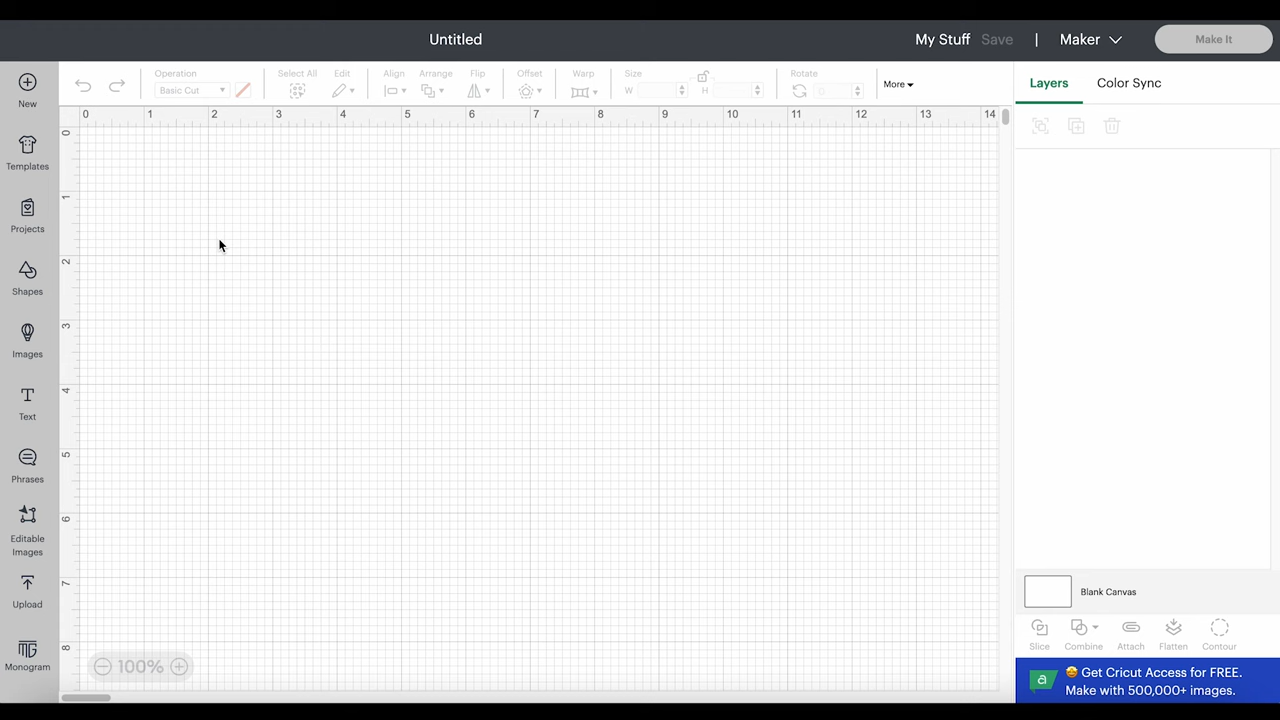 Untitled
My Stuff Save | Maker Make It
New
Templates
Projects
Shapes
Images
Text
Phrases
Editable
Images
Upload
Monogram
Operation
Basic Cut
Select All
Edit
Align
Arrange
Flip
Offset
Warp
Size
W
H
Rotate
0
More
0 1 2 3 4 5 6 7 8 9 10 11 12 13 14
0
1
2
3
4
5
6
7
8
100%
Layers
Color Sync
Blank Canvas
Slice
Combine
Attach
Flatten
Contour
a
🤩 Get Cricut Access for FREE.
Make with 500,000+ images.